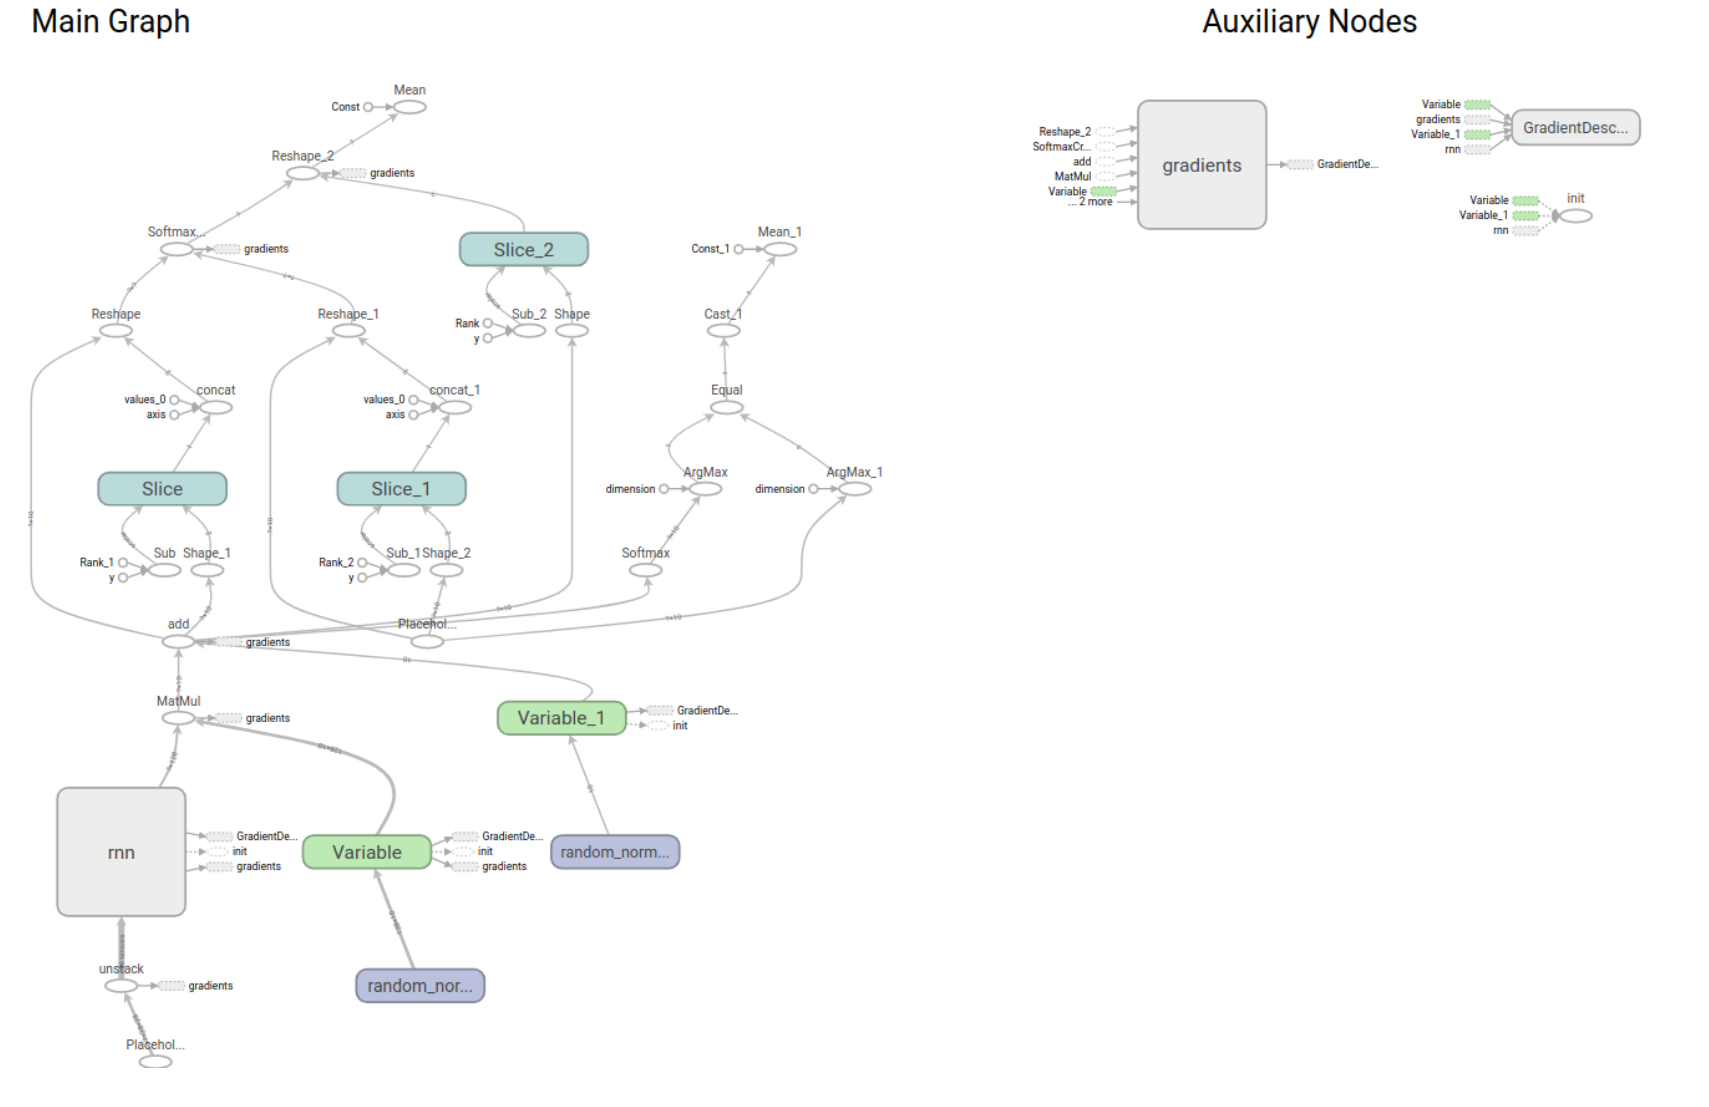 Main Graph
Auxiliary Nodes
Mean
Const
Reshape_2
gradients
Softmax...
gradients
Slice_2
Mean_1
Const_1
Reshape
Reshape_1
Rank
y
Sub_2
Shape
Cast_1
values_0
axis
concat
values_0
axis
concat_1
Equal
Slice
Slice_1
dimension
ArgMax
dimension
ArgMax_1
Rank_1
y
Sub
Shape_1
Rank_2
y
Sub_1
Shape_2
Softmax
add
gradients
Placehol...
MatMul
gradients
Variable_1
GradientDe...
init
rnn
GradientDe...
init
gradients
Variable
GradientDe...
init
gradients
random_norm...
unstack
gradients
random_nor...
Placehol...
Reshape_2
SoftmaxCr...
add
MatMul
Variable
... 2 more
gradients
GradientDe...
Variable
gradients
Variable_1
rnn
GradientDesc...
Variable
Variable_1
rnn
init